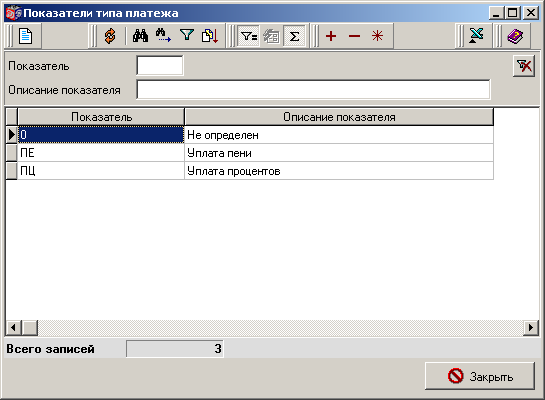 Показатели типа платежа
Показатель
Описание показателя
Показатель Описание показателя
0 Не определен
ПЕ Уплата пени
ПЦ Уплата процентов
Всего записей 3
Закрыть